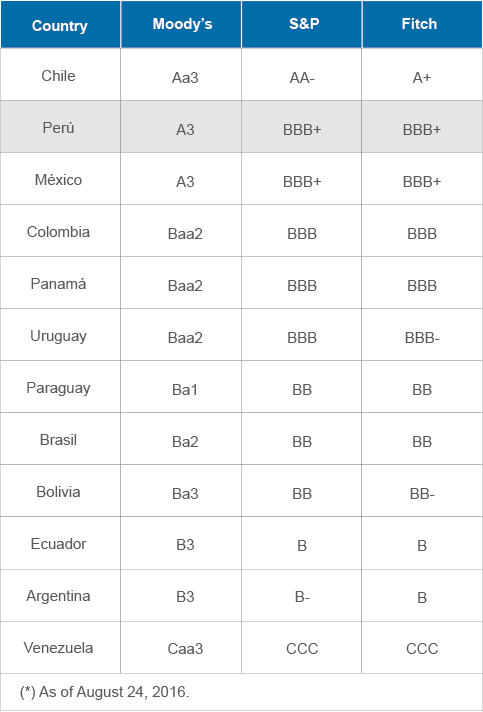 Country Moody's S&P Fitch
Chile Aa3 AA- A+
Perú A3 BBB+ BBB+
México A3 BBB+ BBB+
Colombia Baa2 BBB BBB
Panamá Baa2 BBB BBB
Uruguay Baa2 BBB BBB-
Paraguay Ba1 BB BB
Brasil Ba2 BB BB
Bolivia Ba3 BB BB-
Ecuador B3 B B
Argentina B3 B- B
Venezuela Caa3 CCC CCC
(*) As of August 24, 2016.